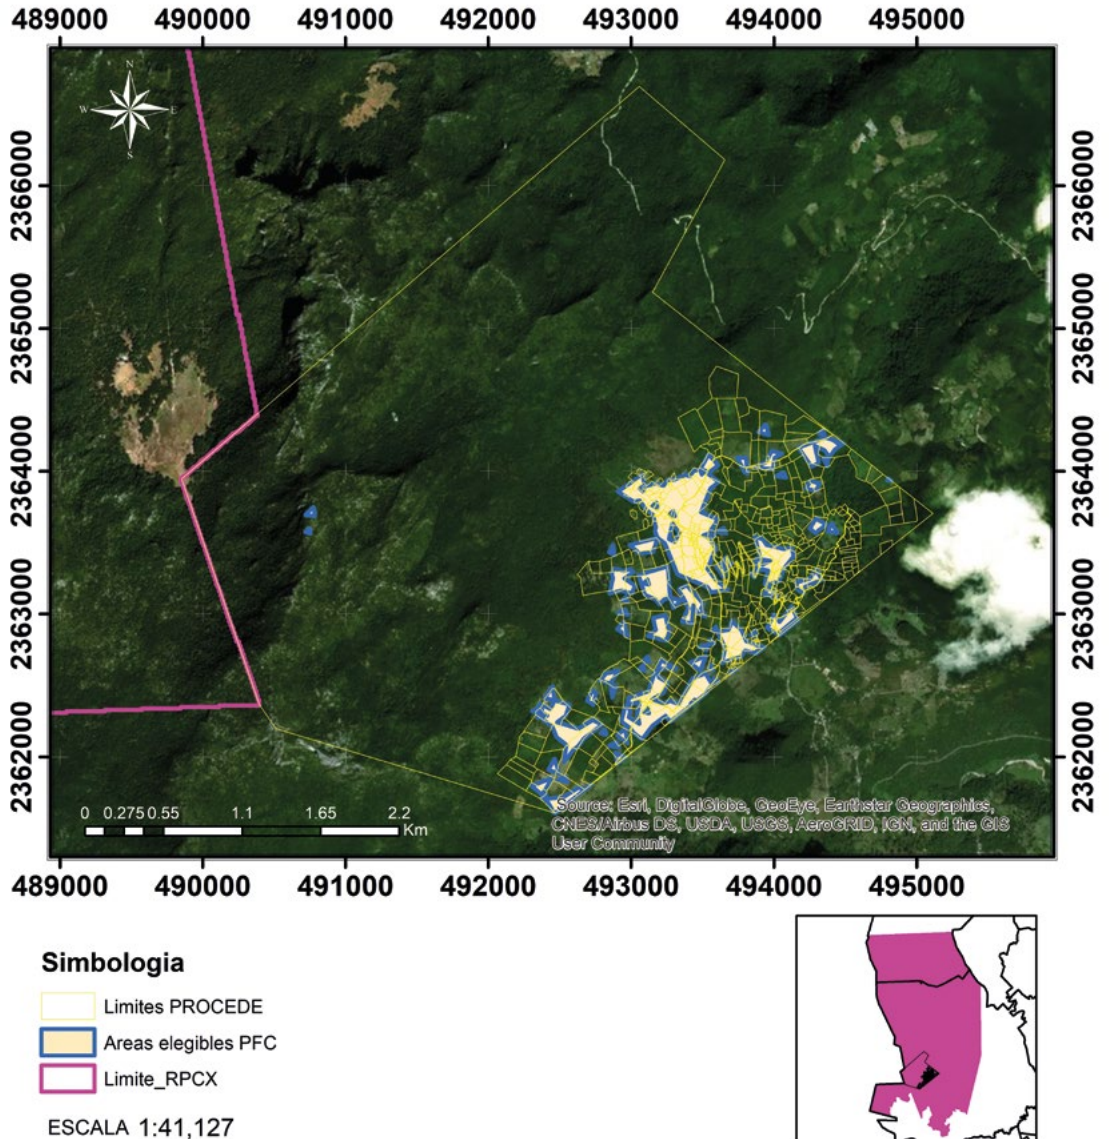 489000 490000 491000 492000 493000 494000 495000
N
W E
S
2366000 2366000
2365000 2365000
2364000 2364000
2363000 2363000
2362000 2362000
0 0.275 0.55 1.1 1.65 2.2
Km
Source: Esri, DigitalGlobe, GeoEye, Earthstar Geographics,
CNES/Airbus DS, USDA, USGS, AeroGRID, IGN, and the GIS
User Community
489000 490000 491000 492000 493000 494000 495000
Simbologia
Limites PROCEDE
Areas elegibles PFC
Limite_RPCX
ESCALA 1:41,127